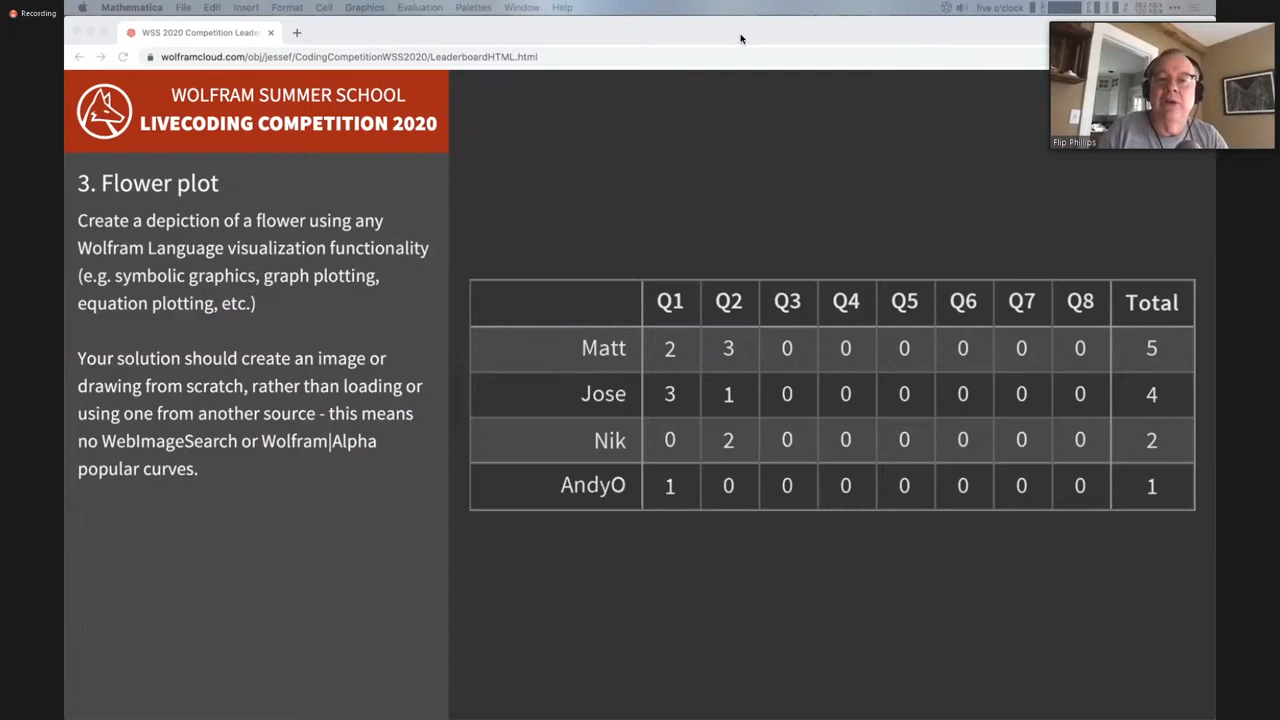 Recording
Mathematica File Edit Insert Format Cell Graphics Evaluation Palettes Window Help
five o'clock
WSS 2020 Competition Leade
wolframcloud.com/obj/jessef/CodingCompetitionWSS2020/LeaderboardHTML.html
Flip Phillips
WOLFRAM SUMMER SCHOOL
LIVECODING COMPETITION 2020
3. Flower plot
Create a depiction of a flower using any
Wolfram Language visualization functionality
(e.g. symbolic graphics, graph plotting,
equation plotting, etc.)
Your solution should create an image or
drawing from scratch, rather than loading or
using one from another source - this means
no WebImageSearch or Wolfram|Alpha
popular curves.
Q1 Q2 Q3 Q4 Q5 Q6 Q7 Q8 Total
Matt 2 3 0 0 0 0 0 0 5
Jose 3 1 0 0 0 0 0 0 4
Nik 0 2 0 0 0 0 0 0 2
AndyO 1 0 0 0 0 0 0 0 1